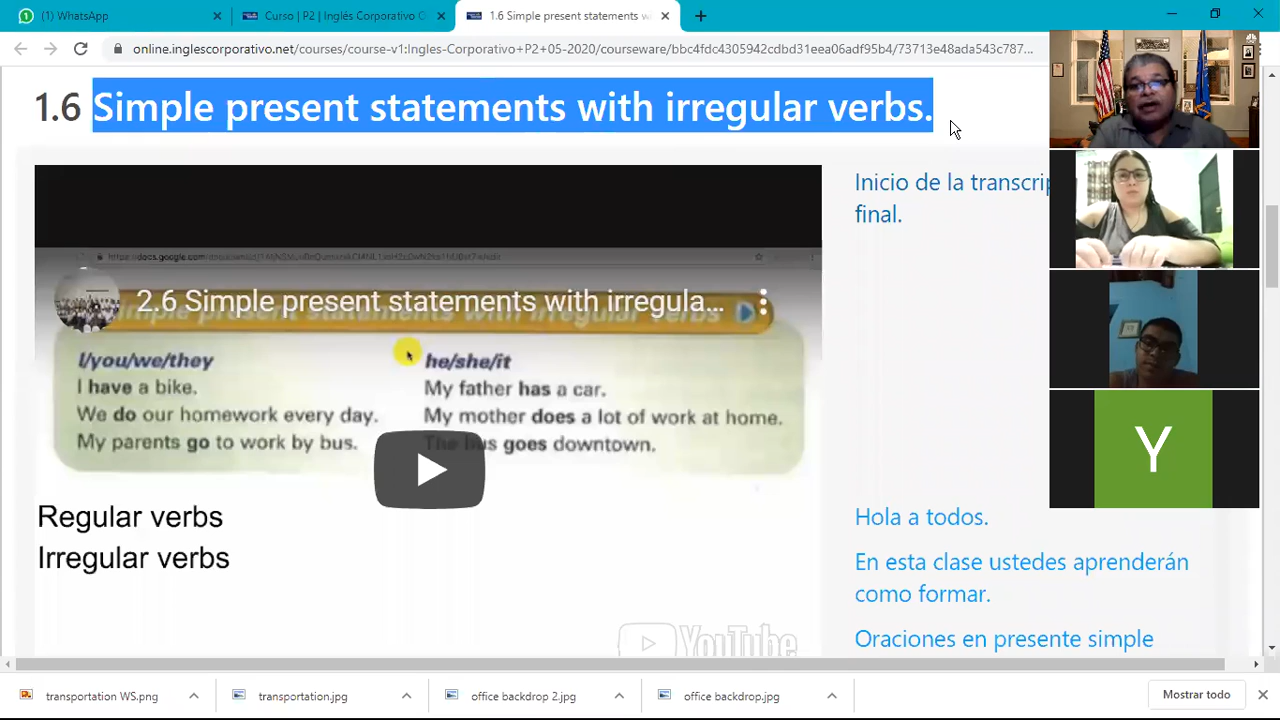 (1) WhatsApp
Curso | P2 | Inglés Corporativo
1.6 Simple present statements
online.inglescorporativo.net/courses/course-v1:Ingles-Corporativo+P2+05-2020/courseware/bbc4fdc4305942cdbd31eea06adf95b4/73713e48ada543c787...
1.6 Simple present statements with irregular verbs.
Inicio de la
final.
2.6 Simple present statements with irregula...
I/you/we/they
he/she/it
I have a bike.
My father has a car.
We do our homework every day.
My mother does a lot of work at home.
My parents go to work by bus.
The bus goes downtown.
Regular verbs
Irregular verbs
YouTube
Hola a todos.
En esta clase ustedes aprenderán
como formar.
Oraciones en presente simple
Y
transportation WS.png
transportation.jpg
office backdrop 2.jpg
office backdrop.jpg
Mostrar todo